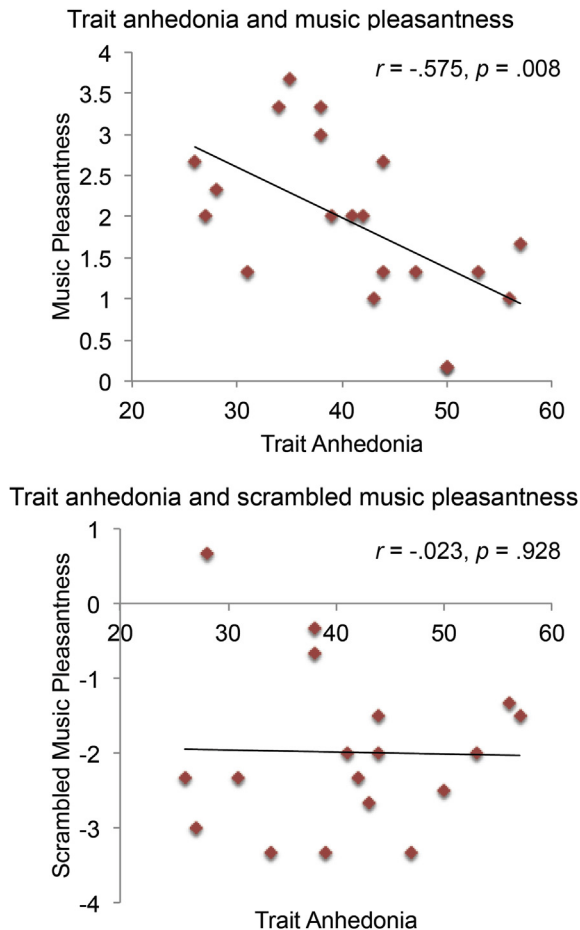 Trait anhedonia and music pleasantness
r = -.575, p = .008
Music Pleasantness
4
3.5
3
2.5
2
1.5
1
0.5
0
20 30 40 50 60
Trait Anhedonia
Trait anhedonia and scrambled music pleasantness
r = -.023, p = .928
Scrambled Music Pleasantness
1
0
20 30 40 50 60
-1
-2
-3
-4
Trait Anhedonia